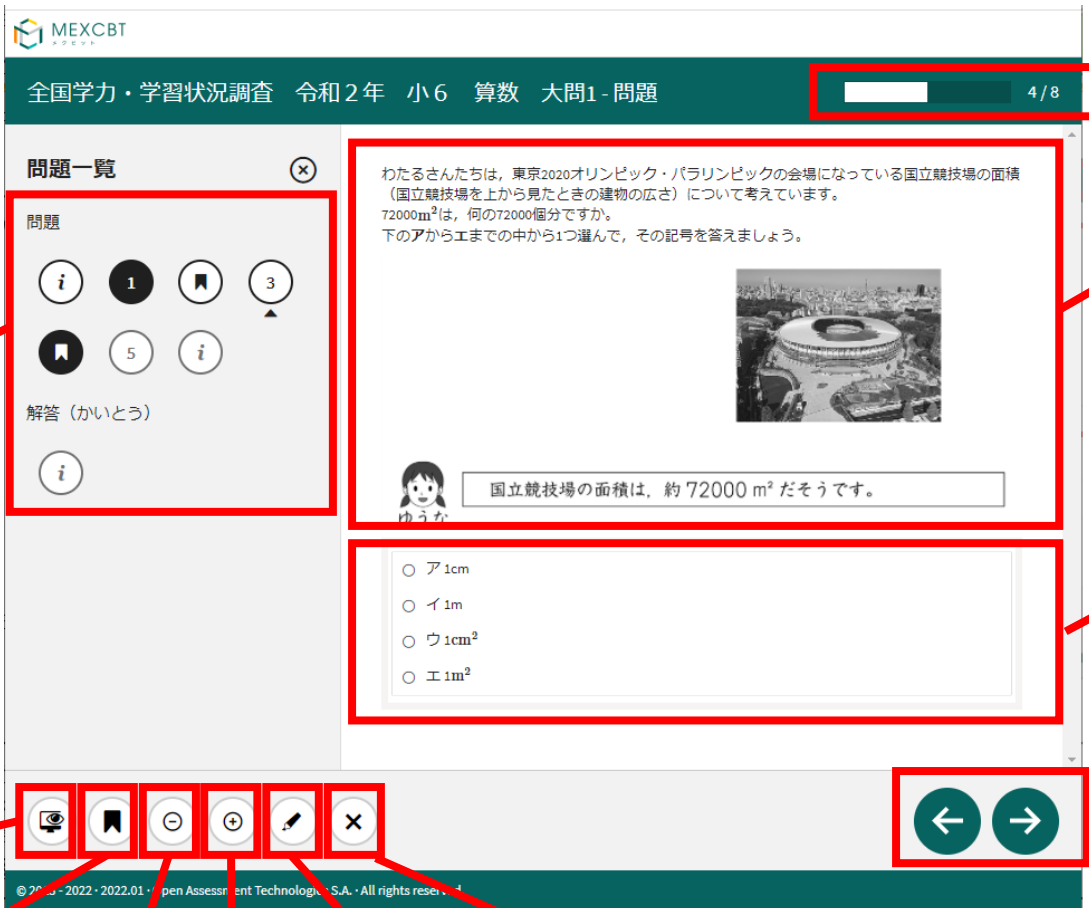 MEXCBT
メクビット
全国学力・学習状況調査 令和２年 小６ 算数 大問1-問題
4/8
問題一覧
問題
i 1 3
5 i
解答（かいとう）
i
わたるさんたちは，東京2020オリンピック・パラリンピックの会場になっている国立競技場の面積
（国立競技場を上から見たときの建物の広さ）について考えています。
72000m²は，何の72000個分ですか。
下のアからエまでの中から1つ選んで，その記号を答えましょう。
国立競技場の面積は，約 72000 m² だそうです。
ゆうな
ア 1cm
イ 1m
ウ 1cm²
エ 1m²
2022 · 2022.01 · Open Assessment Technologies S.A. · All rights reserved